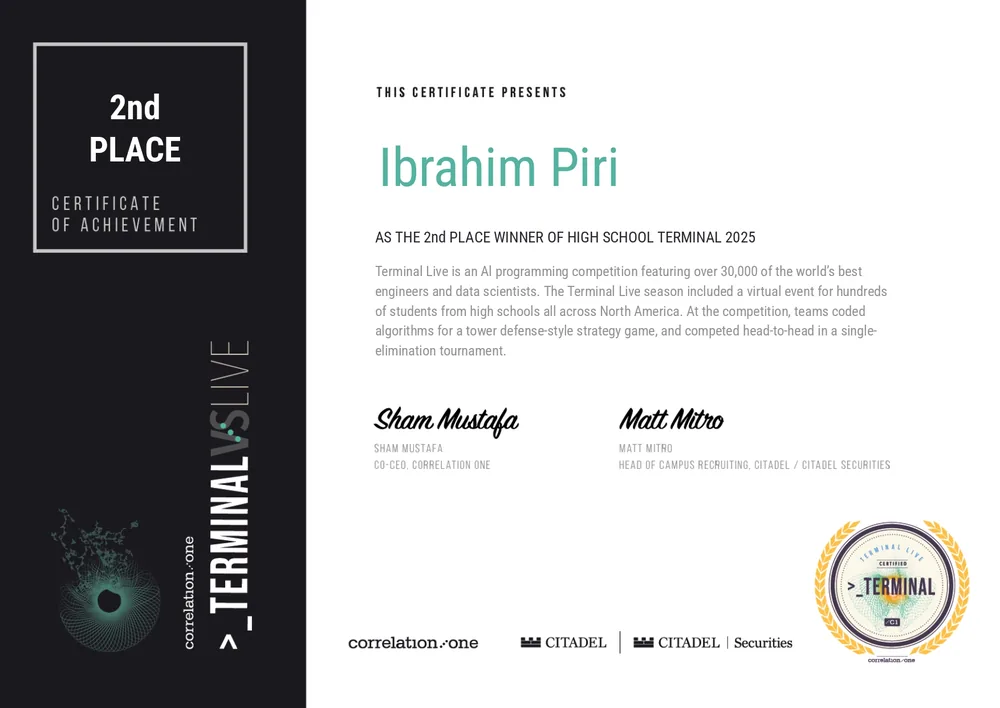 2nd
PLACE
CERTIFICATE
OF ACHIEVEMENT
>_TERMINAL VS LIVE
correlation one
THIS CERTIFICATE PRESENTS
Ibrahim Piri
AS THE 2nd PLACE WINNER OF HIGH SCHOOL TERMINAL 2025
Terminal Live is an AI programming competition featuring over 30,000 of the world's best
engineers and data scientists. The Terminal Live season included a virtual event for hundreds
of students from high schools all across North America. At the competition, teams coded
algorithms for a tower defense-style strategy game, and competed head-to-head in a single-
elimination tournament.
Sham Mustafa
SHAM MUSTAFA
CO-CEO, CORRELATION ONE
Matt Mitro
MATT MITRO
HEAD OF CAMPUS RECRUITING, CITADEL / CITADEL SECURITIES
correlation one
CITADEL
CITADEL | Securities
TERMINAL LIVE
CERTIFIED
>_TERMINAL
C1
correlation one